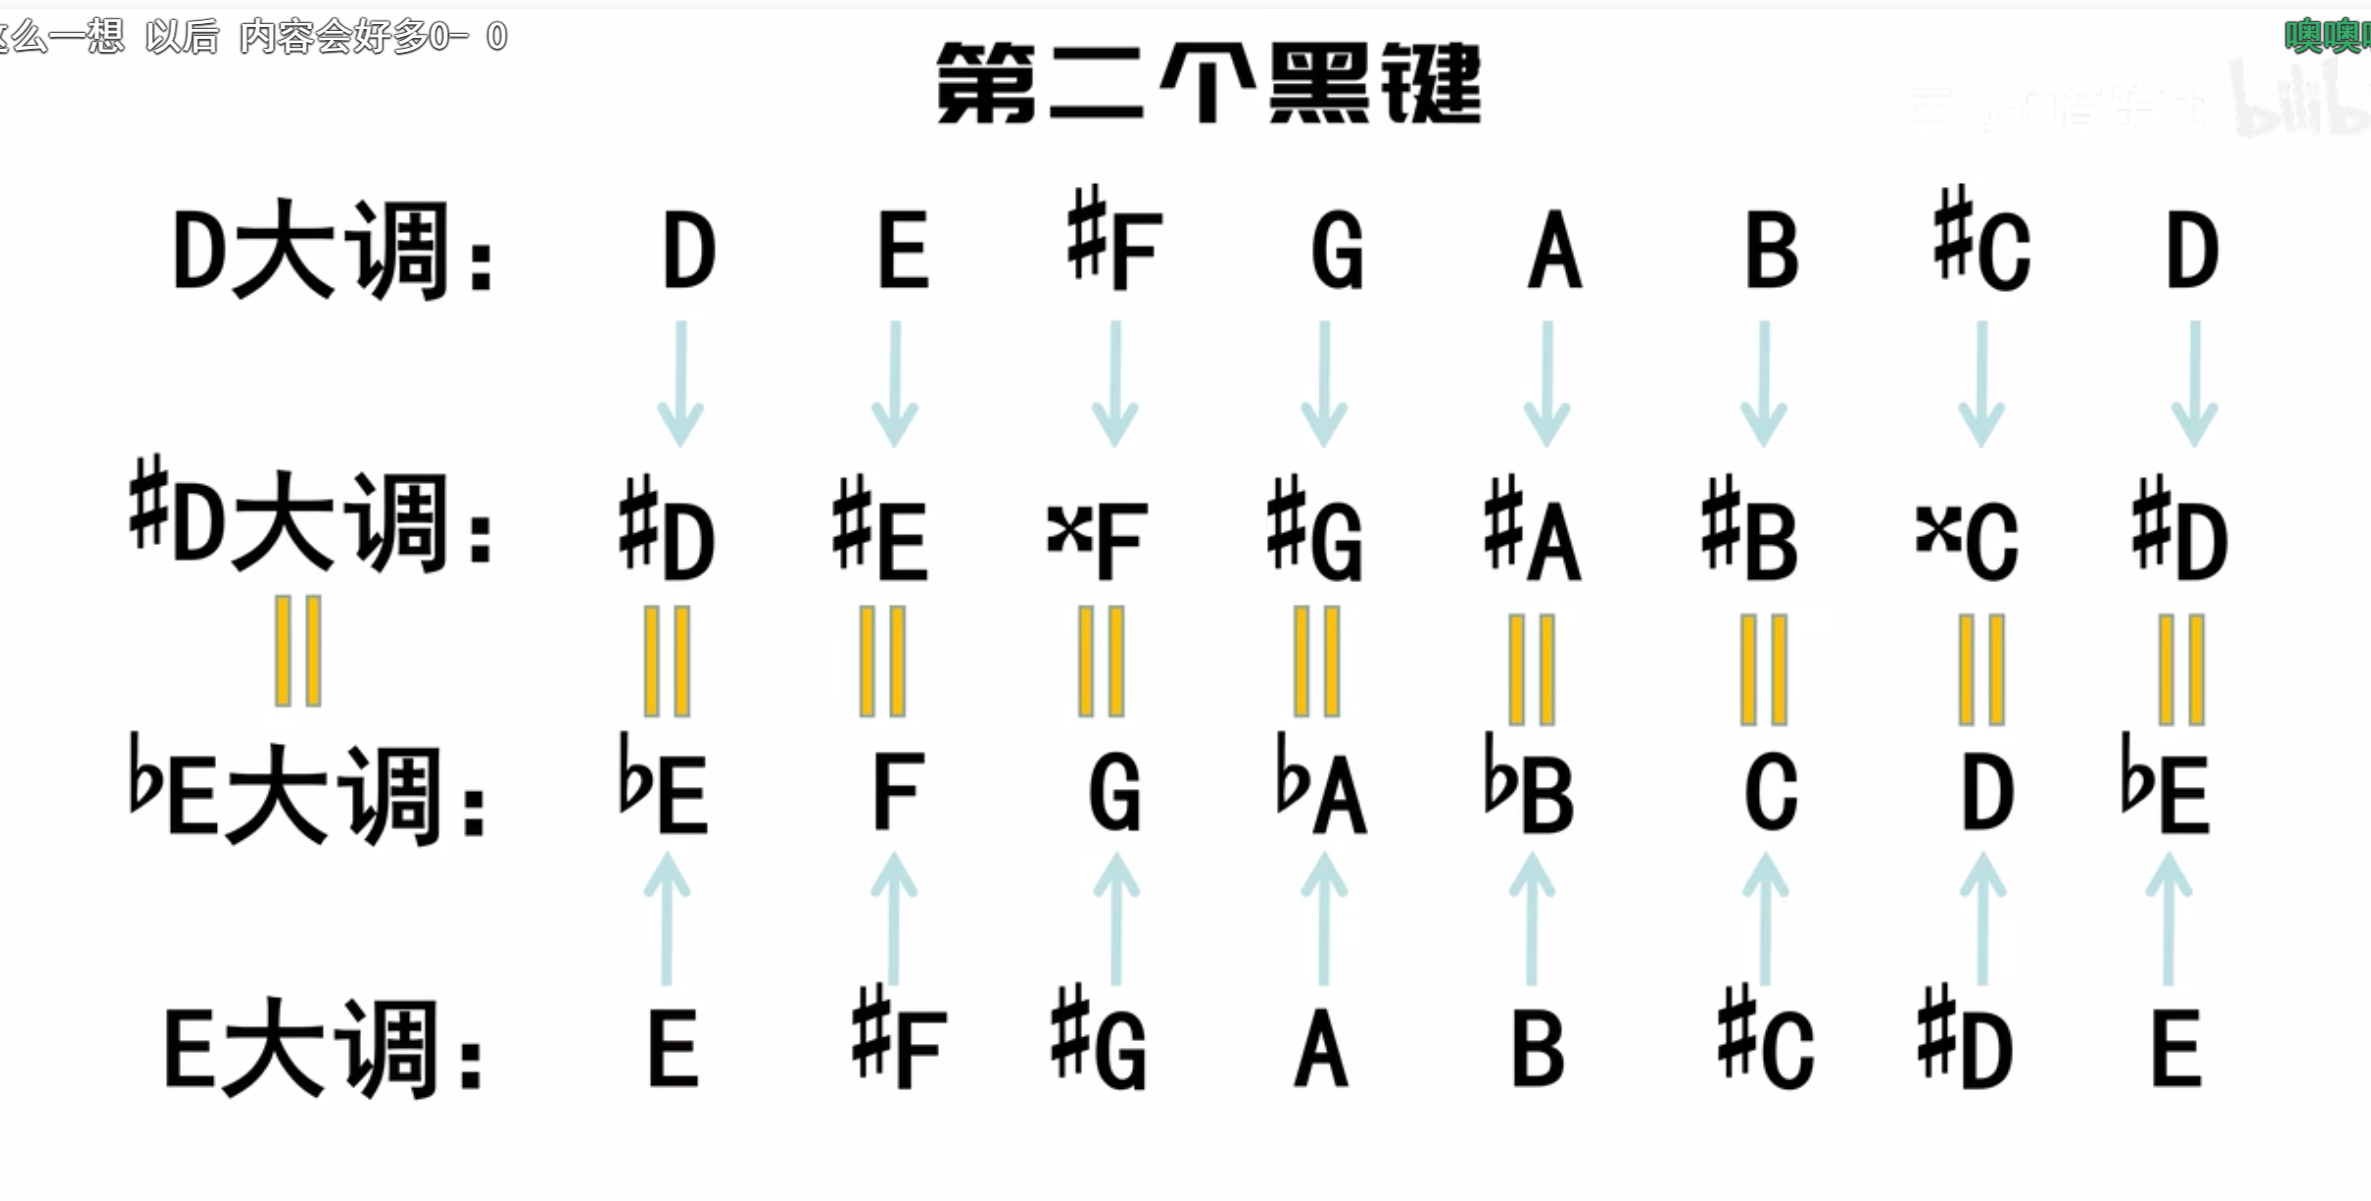 么一想 以后 内容会好多0- 0
噢噢
第二个黑键
bilib
D大调： D E ♯F G A B ♯C D
♯D大调： ♯D ♯E 𝄪F ♯G ♯A ♯B 𝄪C ♯D
♭E大调： ♭E F G ♭A ♭B C D ♭E
E大调： E ♯F ♯G A B ♯C ♯D E